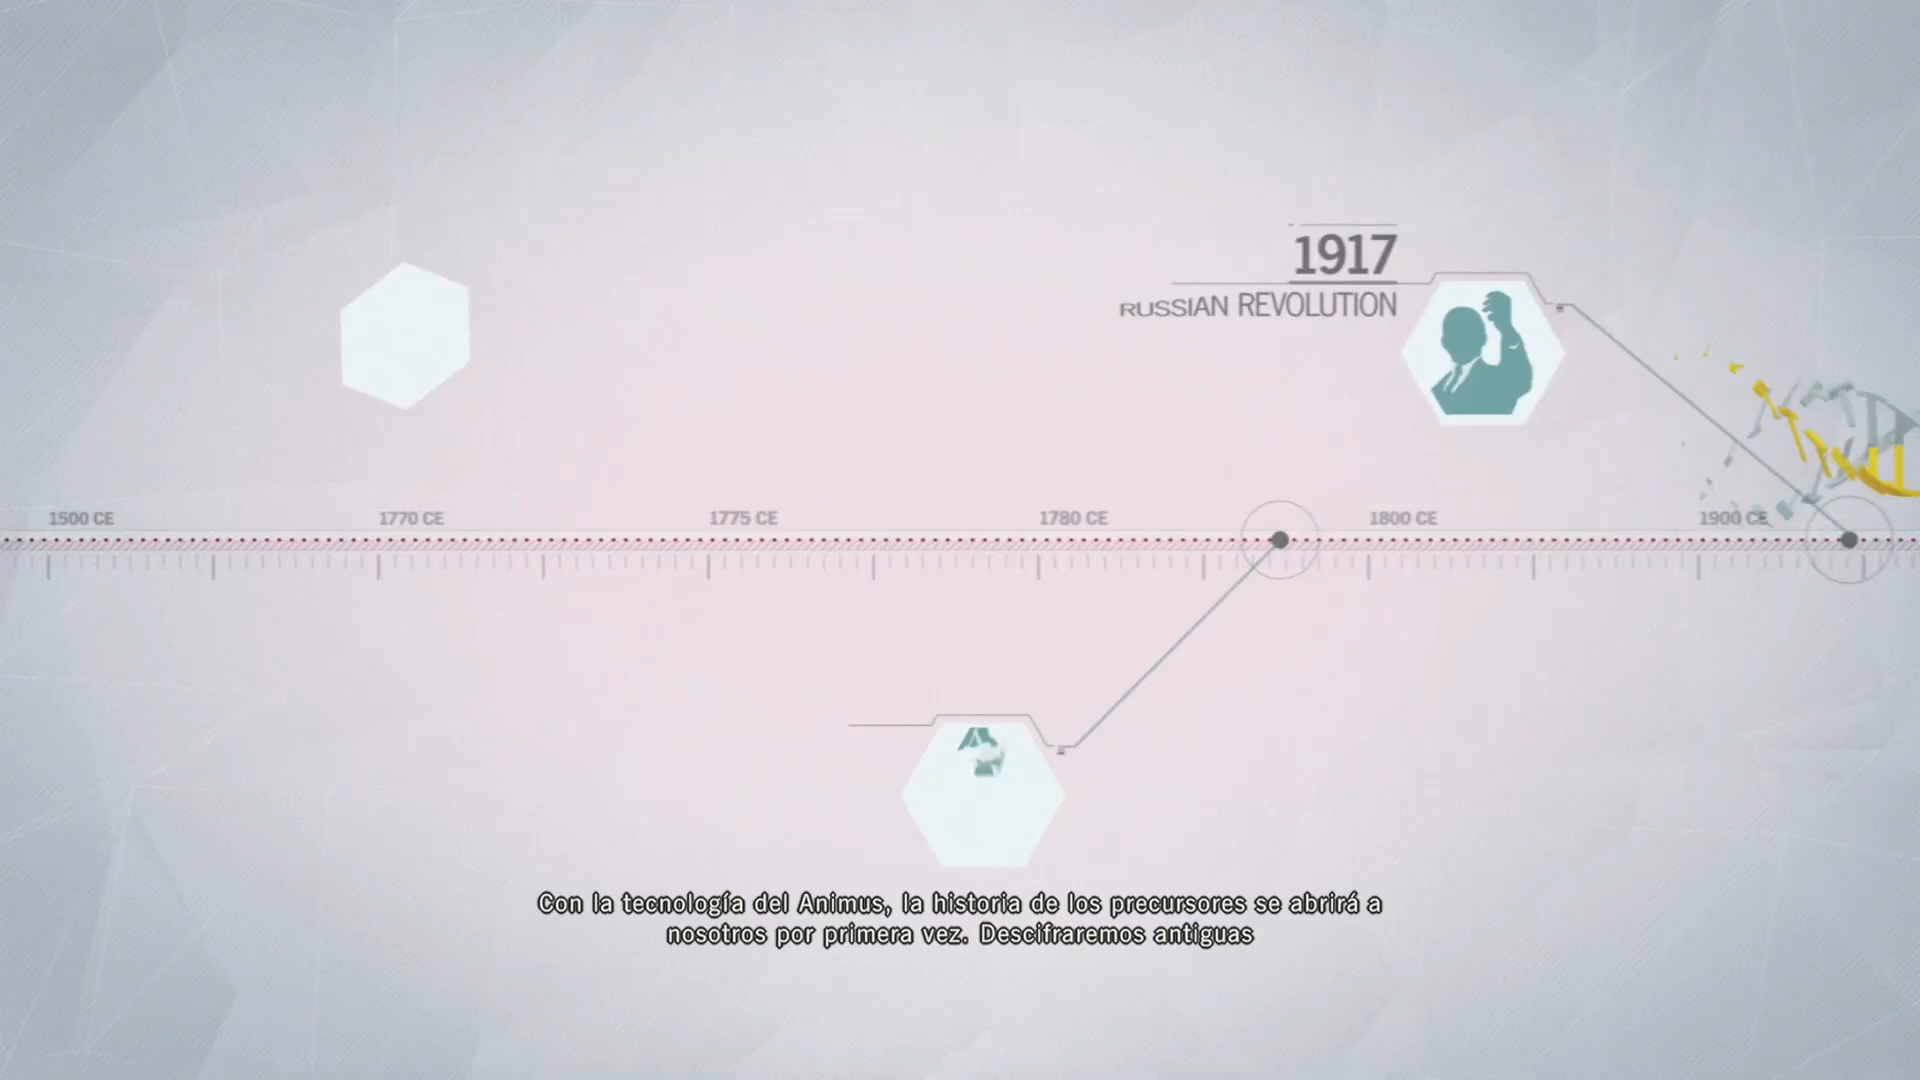 1917
RUSSIAN REVOLUTION
1500 CE
1770 CE
1775 CE
1780 CE
1800 CE
1900 CE
Con la tecnología del Animus, la historia de los precursores se abrirá a
nosotros por primera vez. Descifraremos antiguas